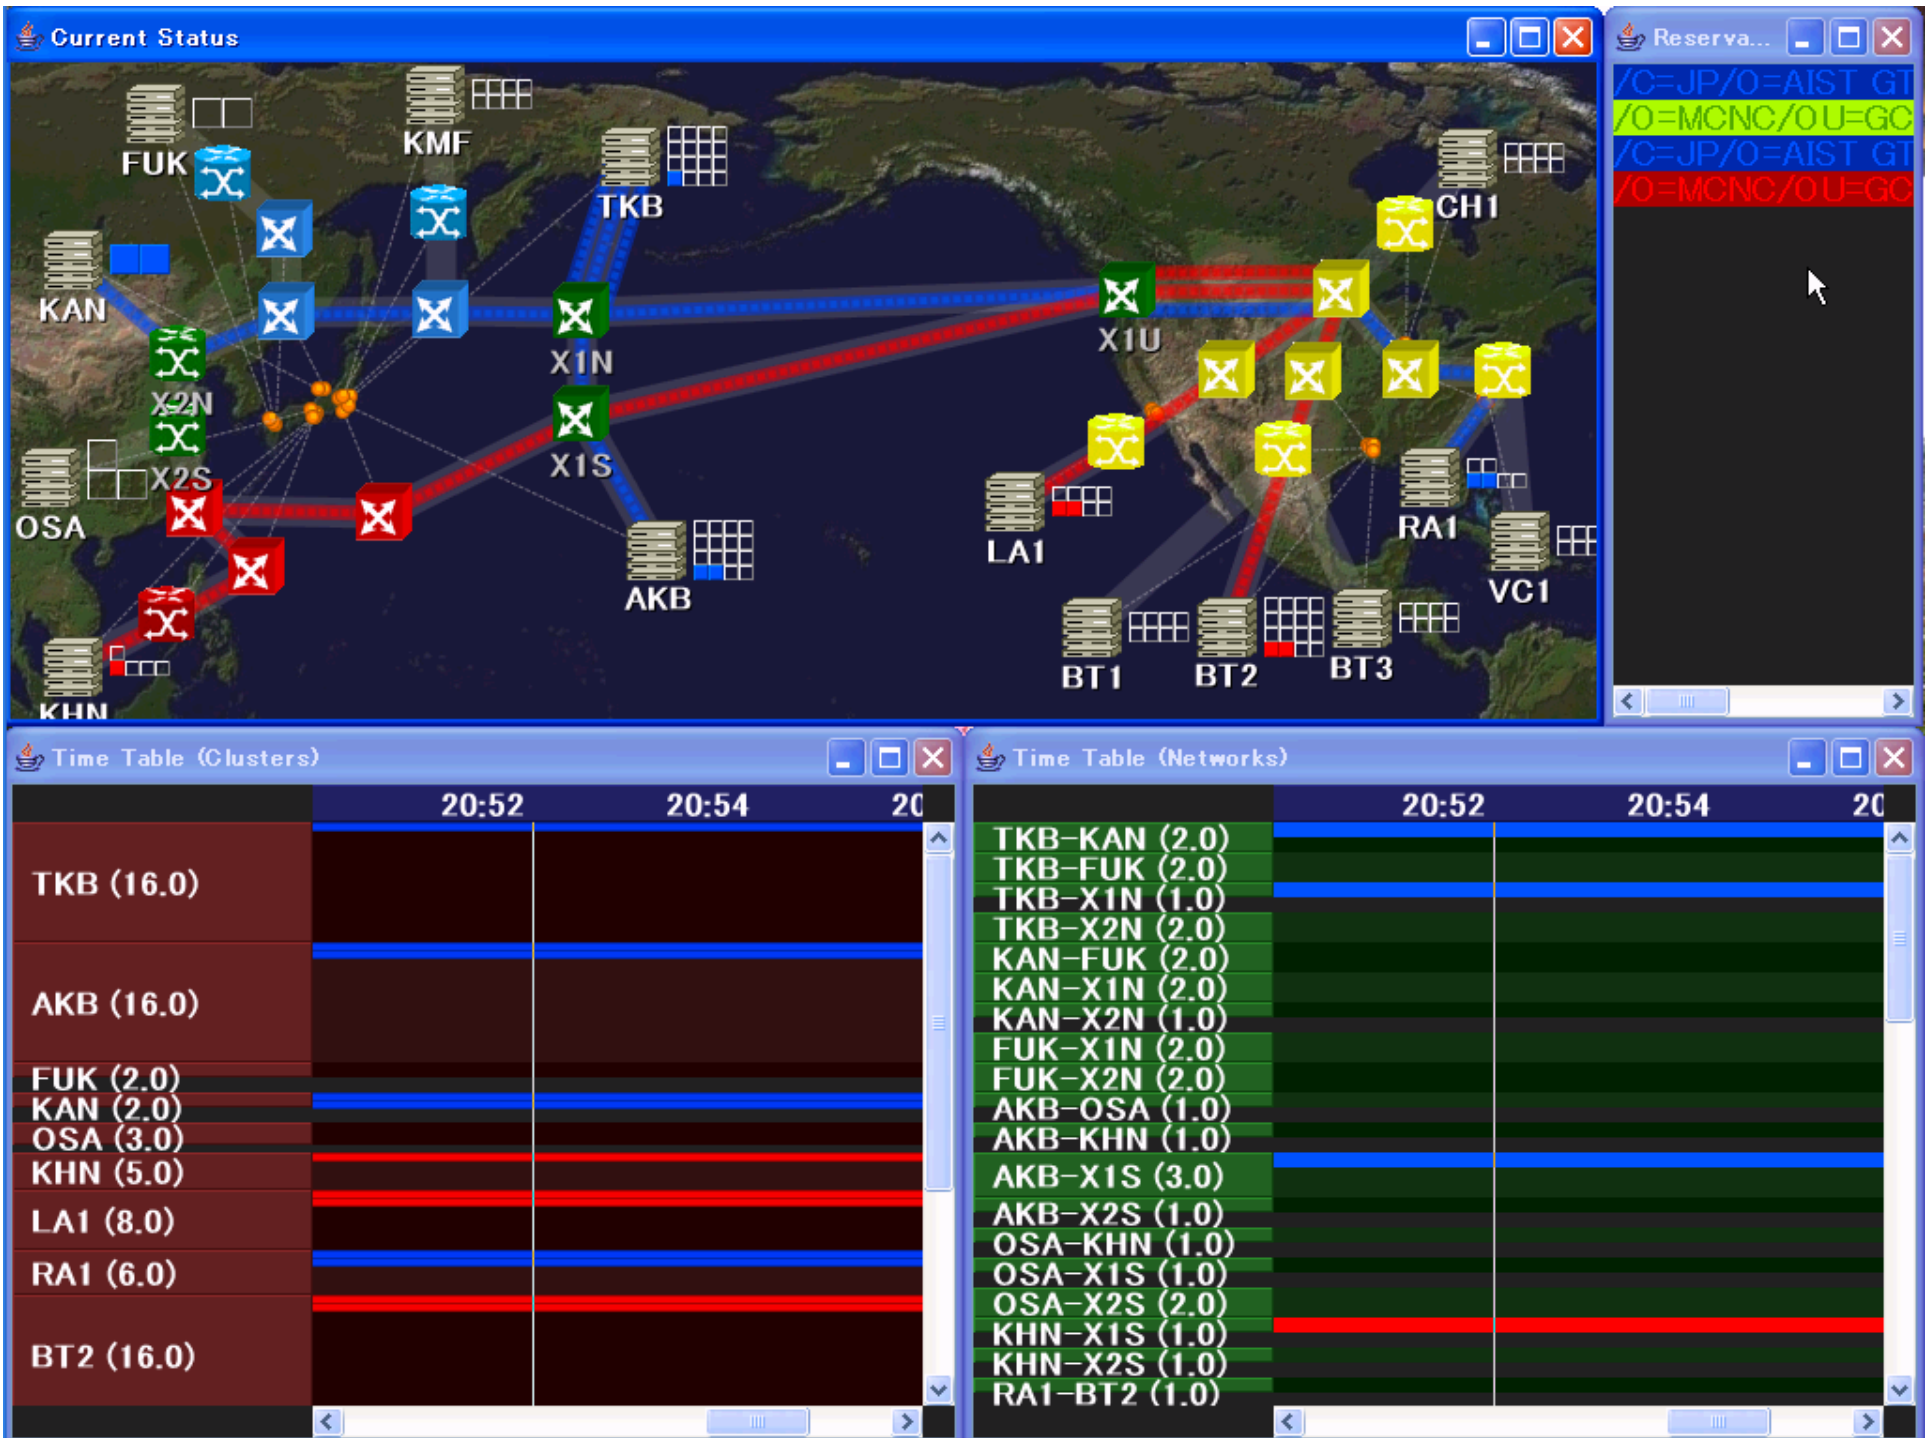 Current Status
FUK
KMF
TKB
CH1
KAN
X1N
X1U
X2N
X2S
X1S
OSA
LA1
RA1
AKB
VC1
BT1
BT2
BT3
KHN
Reserva...
/C=JP/O=AIST GT
/O=MCNC/OU=GC
/C=JP/O=AIST GT
/O=MCNC/OU=GC
Time Table (Clusters)
20:52 20:54 20
TKB (16.0)
AKB (16.0)
FUK (2.0)
KAN (2.0)
OSA (3.0)
KHN (5.0)
LA1 (8.0)
RA1 (6.0)
BT2 (16.0)
Time Table (Networks)
20:52 20:54 20
TKB-KAN (2.0)
TKB-FUK (2.0)
TKB-X1N (1.0)
TKB-X2N (2.0)
KAN-FUK (2.0)
KAN-X1N (2.0)
KAN-X2N (1.0)
FUK-X1N (2.0)
FUK-X2N (2.0)
AKB-OSA (1.0)
AKB-KHN (1.0)
AKB-X1S (3.0)
AKB-X2S (1.0)
OSA-KHN (1.0)
OSA-X1S (1.0)
OSA-X2S (2.0)
KHN-X1S (1.0)
KHN-X2S (1.0)
RA1-BT2 (1.0)